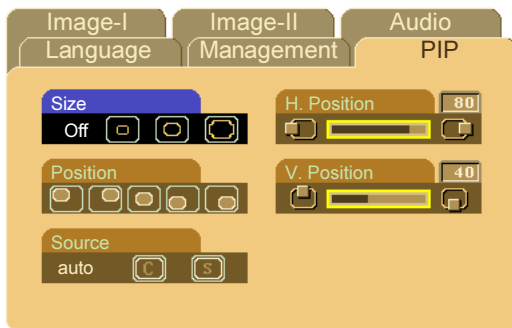 Image-I Image-II Audio
Language Management PIP
Size
Off
H. Position 80
Position
V. Position 40
Source
auto C S